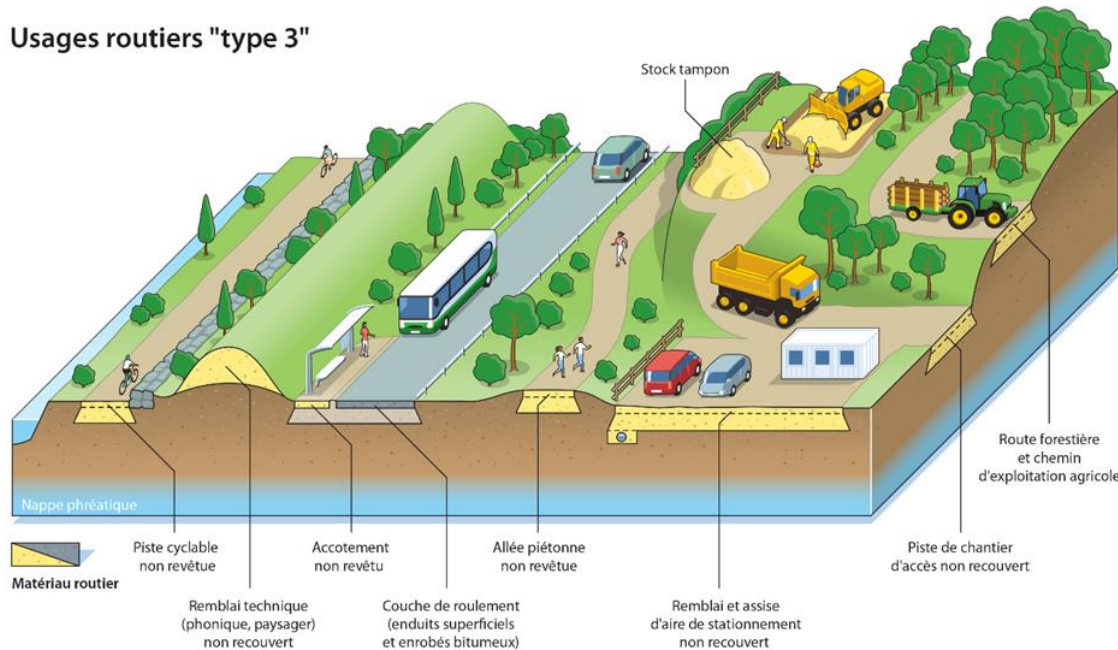 Usages routiers "type 3"
Stock tampon
Route forestière
et chemin
d'exploitation agricole
Nappe phréatique
Matériau routier
Piste cyclable
non revêtue
Accotement
non revêtu
Allée piétonne
non revêtue
Piste de chantier
d'accès non recouvert
Remblai technique
(phonique, paysager)
non recouvert
Couche de roulement
(enduits superficiels
et enrobés bitumeux)
Remblai et assise
d'aire de stationnement
non recouvert